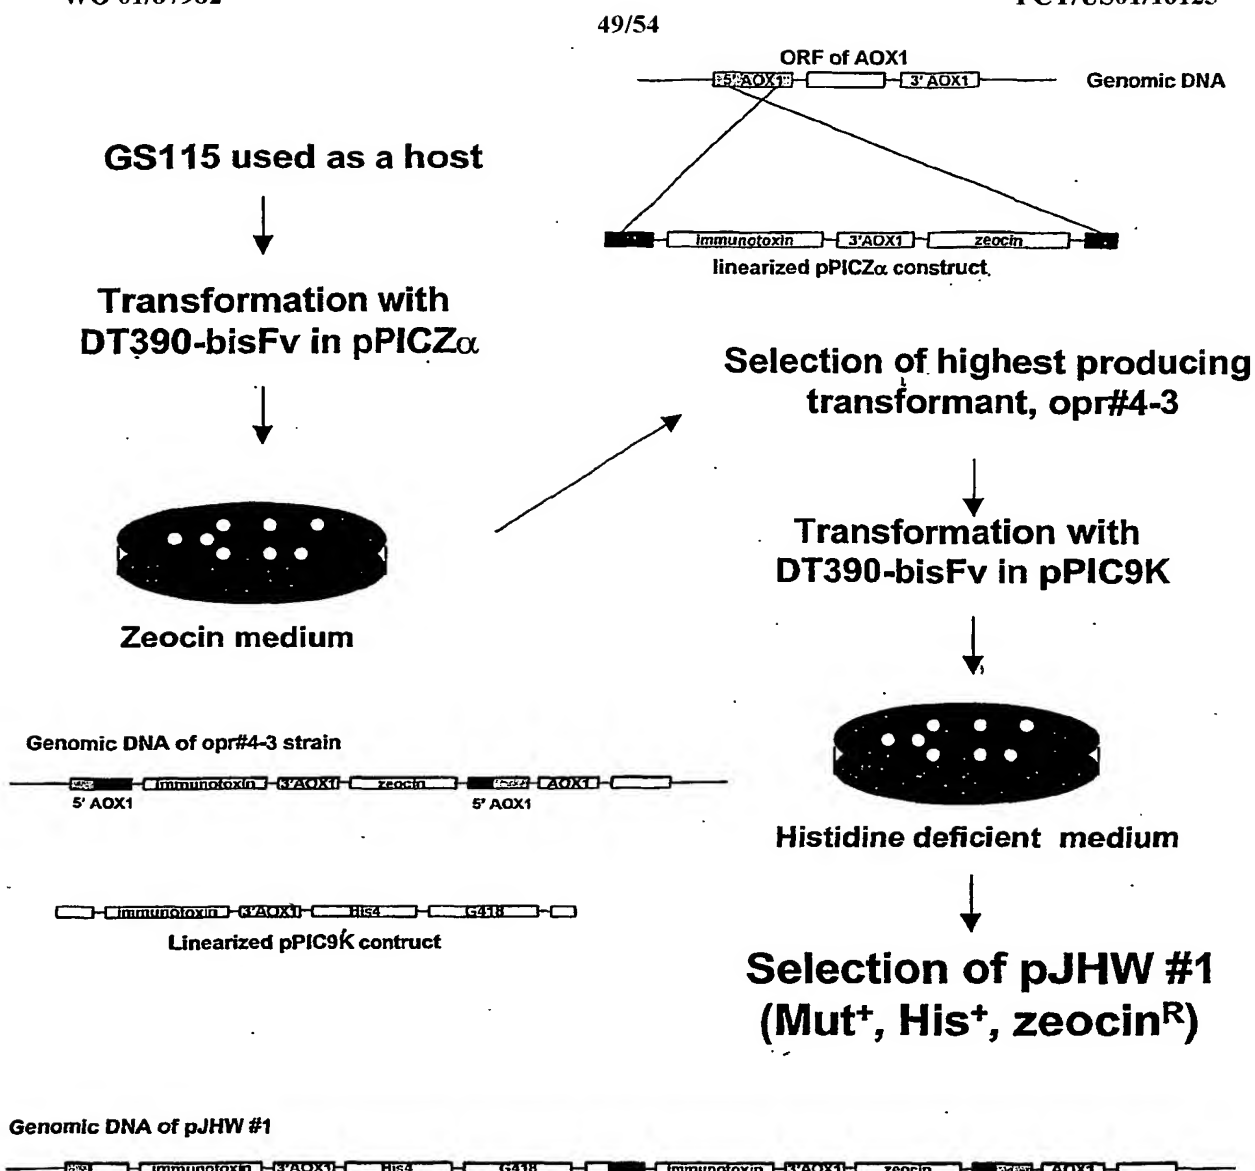 49/54
ORF of AOX1
5' AOX1 3' AOX1 Genomic DNA
GS115 used as a host
immunotoxin 3'AOX1 zeocin
linearized pPICZα construct.
Transformation with
DT390-bisFv in pPICZα
Selection of highest producing
transformant, opr#4-3
Transformation with
DT390-bisFv in pPIC9K
Zeocin medium
Genomic DNA of opr#4-3 strain
immunotoxin 3'AOX1 zeocin AOX1
5' AOX1 5' AOX1
Histidine deficient medium
immunotoxin 3'AOX1 His4 G418
Linearized pPIC9K contruct
Selection of pJHW #1
(Mut+, His+, zeocinR)
Genomic DNA of pJHW #1
immunotoxin 3'AOX1 His4 G418 immunotoxin 3'AOX1 zeocin AOX1